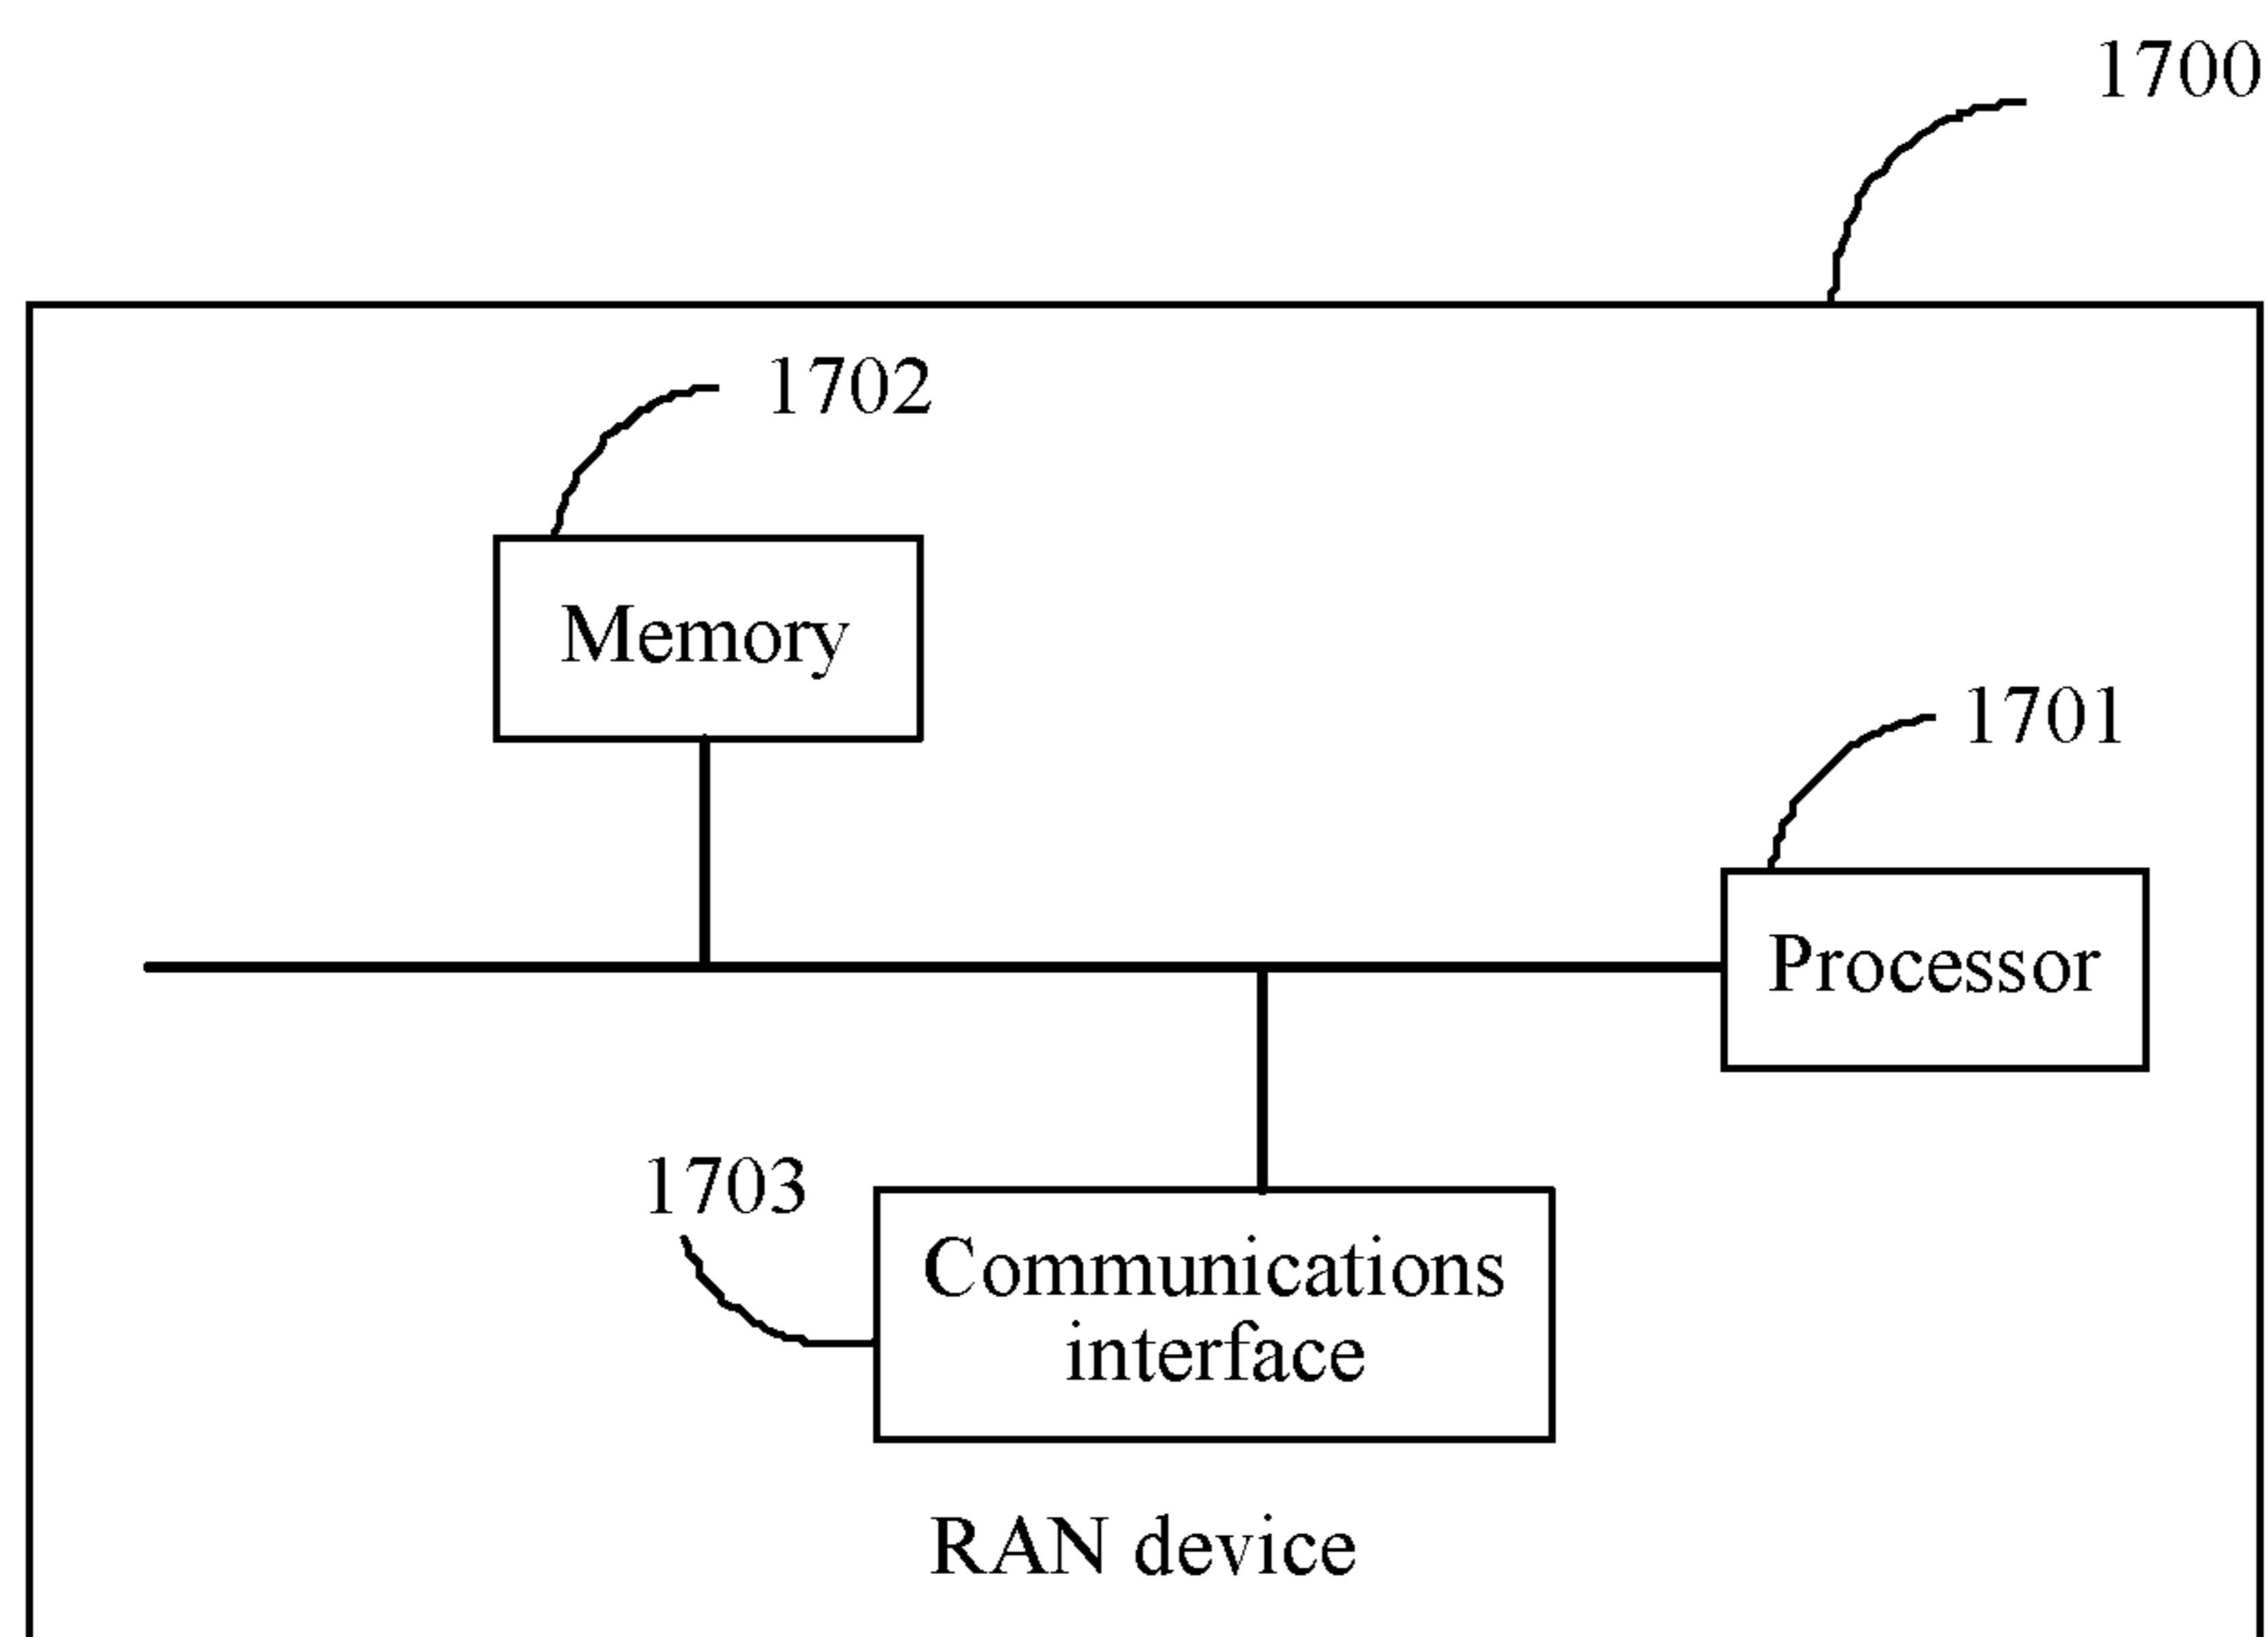 1700
1702
Memory
1701
Processor
1703
Communications
interface
RAN device